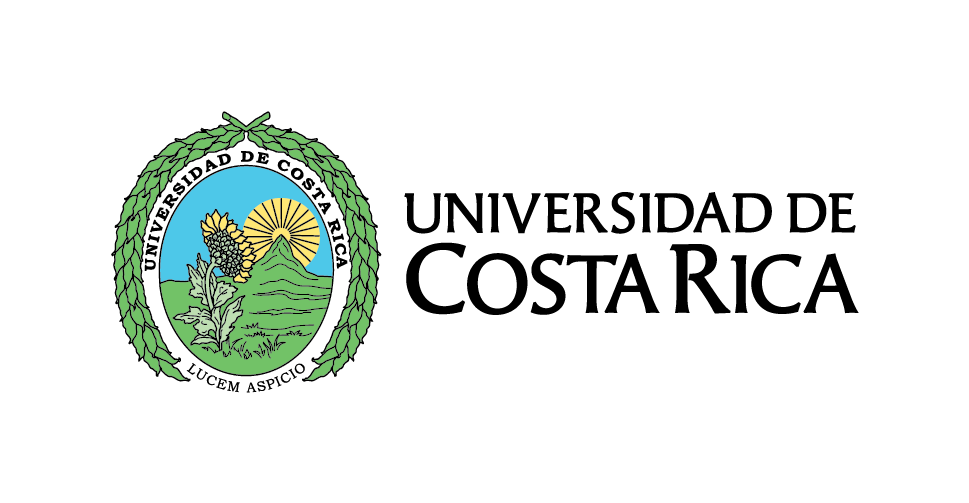 UNIVERSIDAD DE COSTA RICA
LUCEM ASPICIO
UNIVERSIDAD DE
COSTA RICA